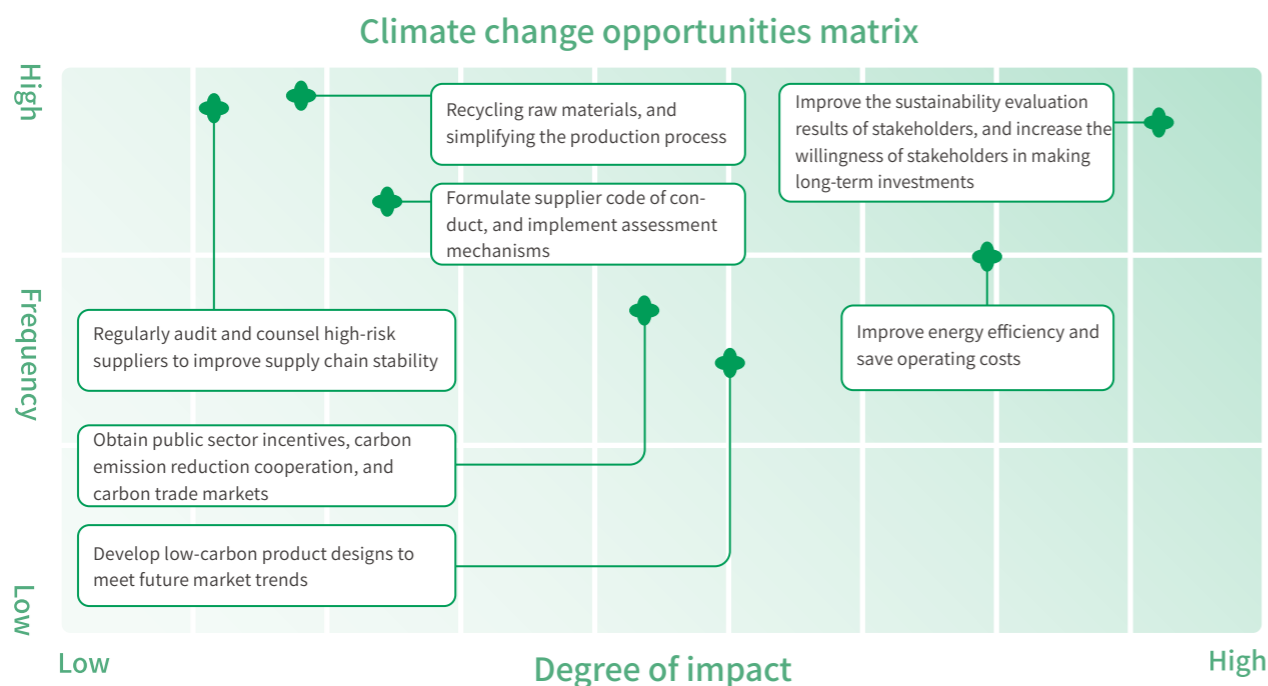 Climate change opportunities matrix
High
Frequency
Low
Recycling raw materials, and
simplifying the production process
Improve the sustainability evaluation
results of stakeholders, and increase the
willingness of stakeholders in making
long-term investments
Formulate supplier code of con-
duct, and implement assessment
mechanisms
Regularly audit and counsel high-risk
suppliers to improve supply chain stability
Improve energy efficiency and
save operating costs
Obtain public sector incentives, carbon
emission reduction cooperation, and
carbon trade markets
Develop low-carbon product designs to
meet future market trends
Low
Degree of impact
High